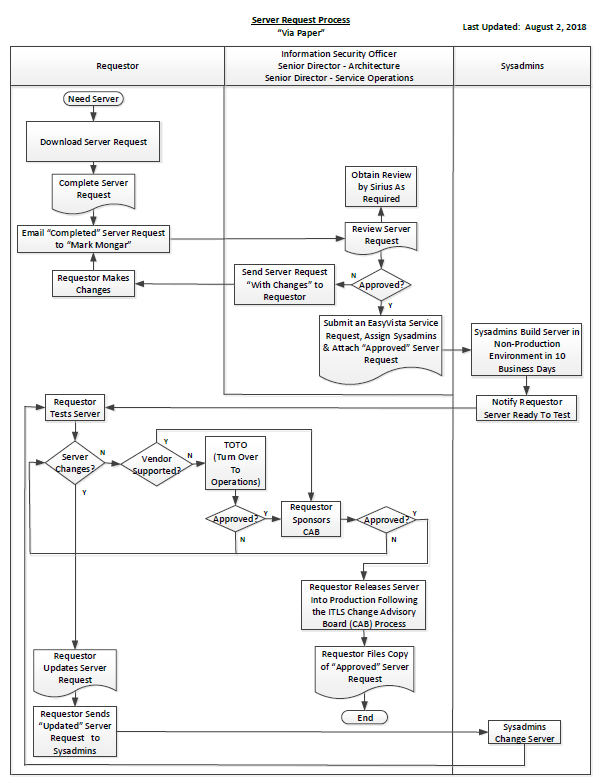 Server Request Process
"Via Paper"
Last Updated: August 2, 2018
Requestor
Information Security Officer
Senior Director - Architecture
Senior Director - Service Operations
Sysadmins
Need Server
Download Server Request
Complete Server
Request
Email "Completed" Server Request
to "Mark Mongar"
Obtain Review
by Sirius As
Required
Review Server
Request
Approved?
N
Y
Send Server Request
"With Changes" to
Requestor
Requestor Makes
Changes
Submit an EasyVista Service
Request, Assign Sysadmins
& Attach "Approved" Server
Request
Sysadmins Build Server in
Non-Production
Environment in 10
Business Days
Notify Requestor
Server Ready To Test
Requestor
Tests Server
Server
Changes?
N
Y
Vendor
Supported?
Y
N
TOTO
(Turn Over
To
Operations)
Approved?
Y
N
Requestor
Sponsors
CAB
Approved?
Y
N
Requestor Releases Server
Into Production Following
the ITLS Change Advisory
Board (CAB) Process
Requestor Files Copy
of "Approved" Server
Request
End
Requestor
Updates Server
Request
Requestor Sends
"Updated" Server
Request to
Sysadmins
Sysadmins
Change Server